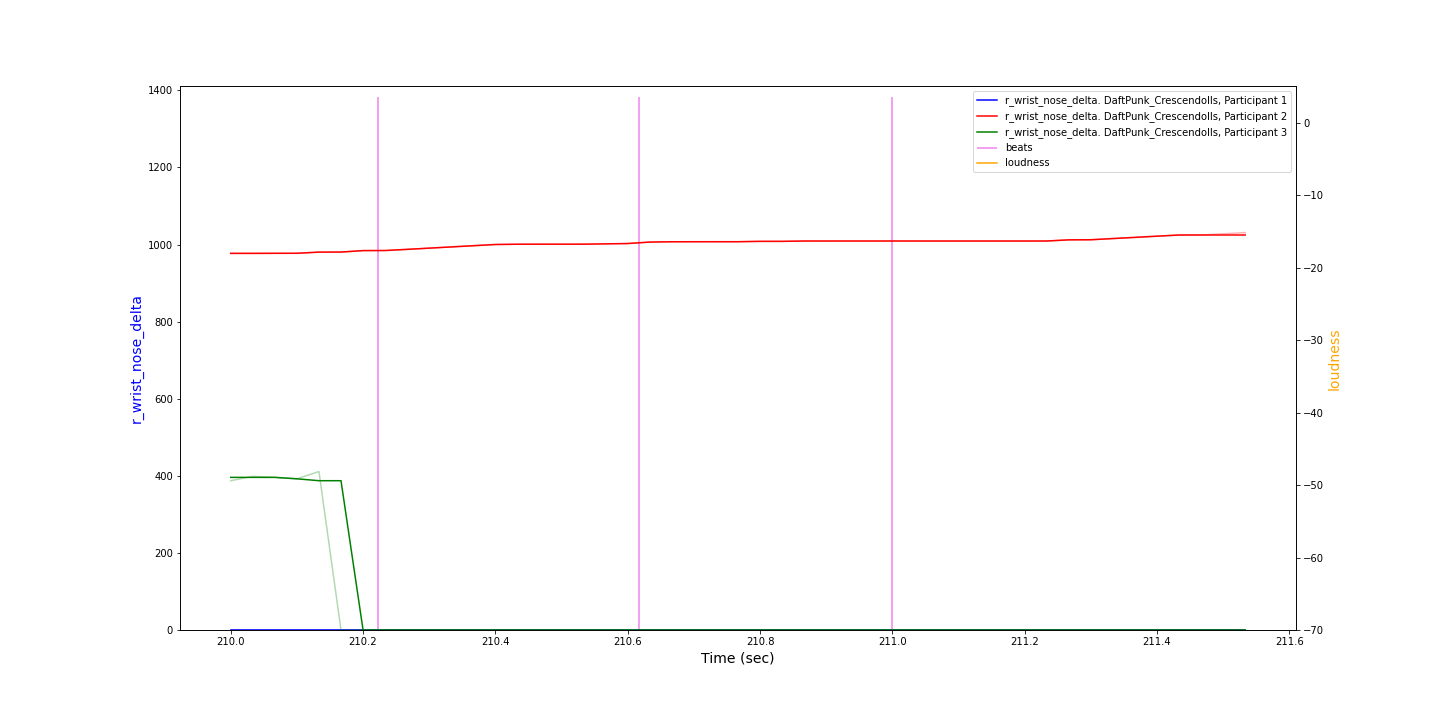 r_wrist_nose_delta. DaftPunk_Crescendolls, Participant 1
r_wrist_nose_delta. DaftPunk_Crescendolls, Participant 2
r_wrist_nose_delta. DaftPunk_Crescendolls, Participant 3
beats
loudness
r_wrist_nose_delta
1400
1200
1000
800
600
400
200
0
0
−10
−20
−30
−40
−50
−60
−70
loudness
210.0 210.2 210.4 210.6 210.8 211.0 211.2 211.4 211.6
Time (sec)